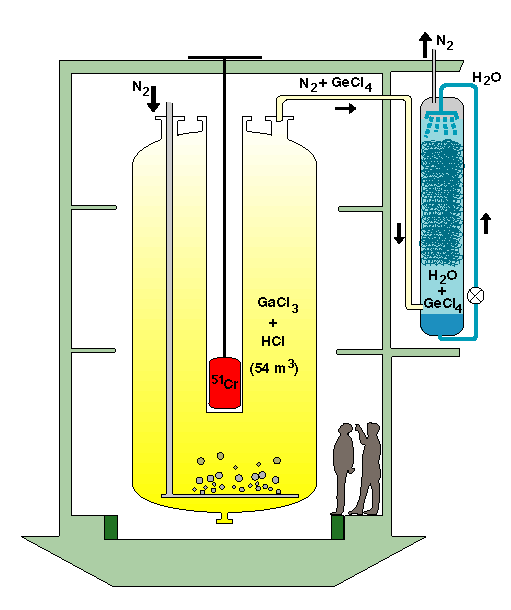 N₂
H₂O
N₂
N₂ + GeCl₄
H₂O
+
GeCl₄
GaCl₃
+
HCl
(54 m³)
⁵¹Cr